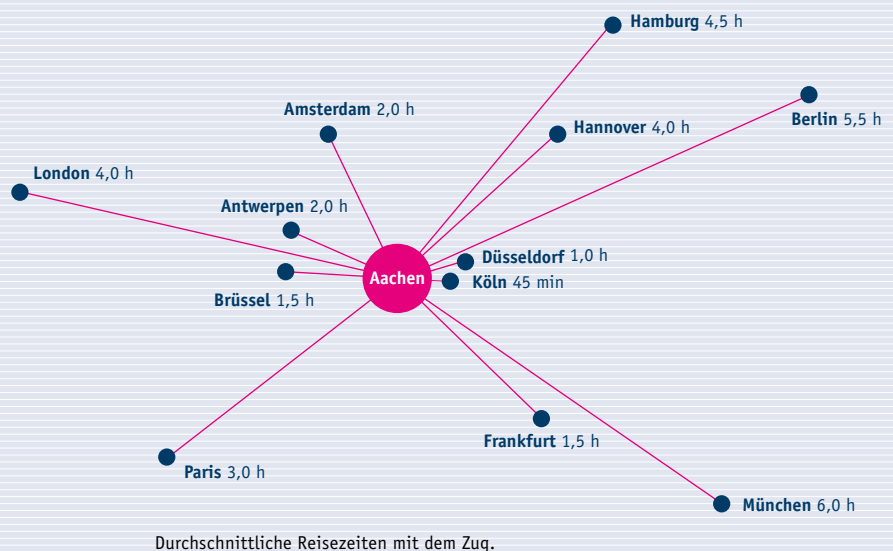 Hamburg 4,5 h
Berlin 5,5 h
Amsterdam 2,0 h
Hannover 4,0 h
London 4,0 h
Antwerpen 2,0 h
Düsseldorf 1,0 h
Aachen
Köln 45 min
Brüssel 1,5 h
Frankfurt 1,5 h
Paris 3,0 h
München 6,0 h
Durchschnittliche Reisezeiten mit dem Zug.